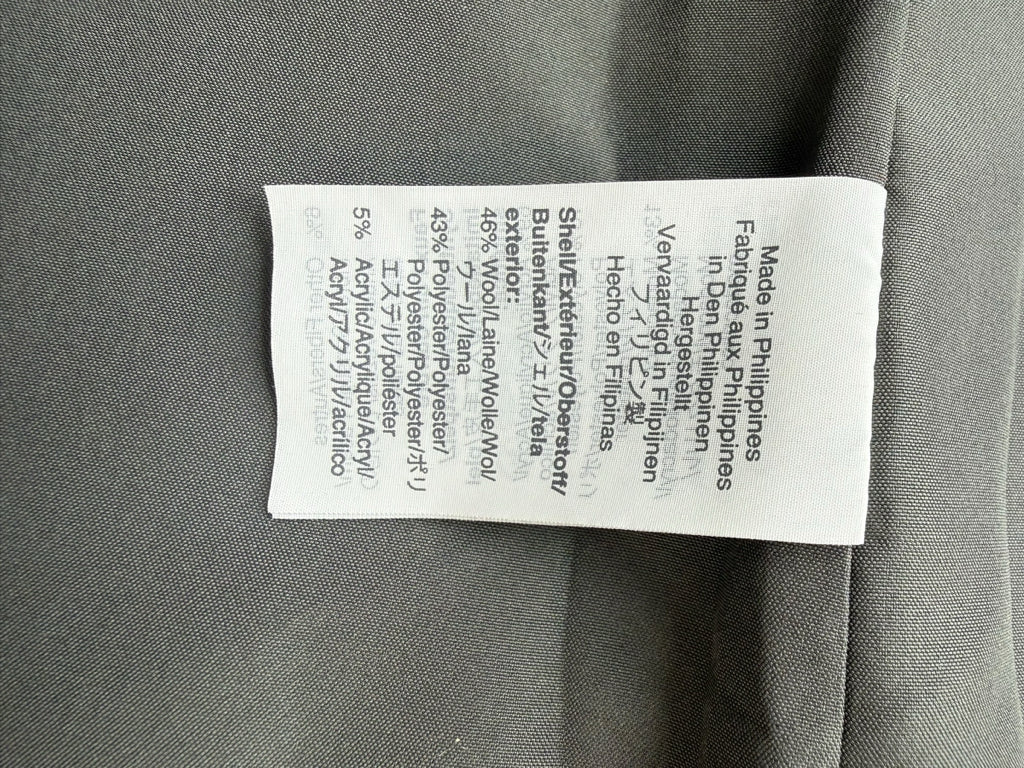 Made in Philippines
Fabriqué aux Philippines
in Den Philippinen
Hergestelt
Vervaardigd in Filipijnen
フィリピン製
Hecho en Filipinas
Shell/Extérieur/Oberstoff/
Buitenkant/シェル/tela
exterior:
46% Wool/Laine/Wolle/Wol/
ウール/lana
43% Polyester/Polyester/
Polyester/Polyester/ポリ
エステル/poliéster
5% Acrylic/Acrylique/Acryl/
Acryl/アクリル/acrílico